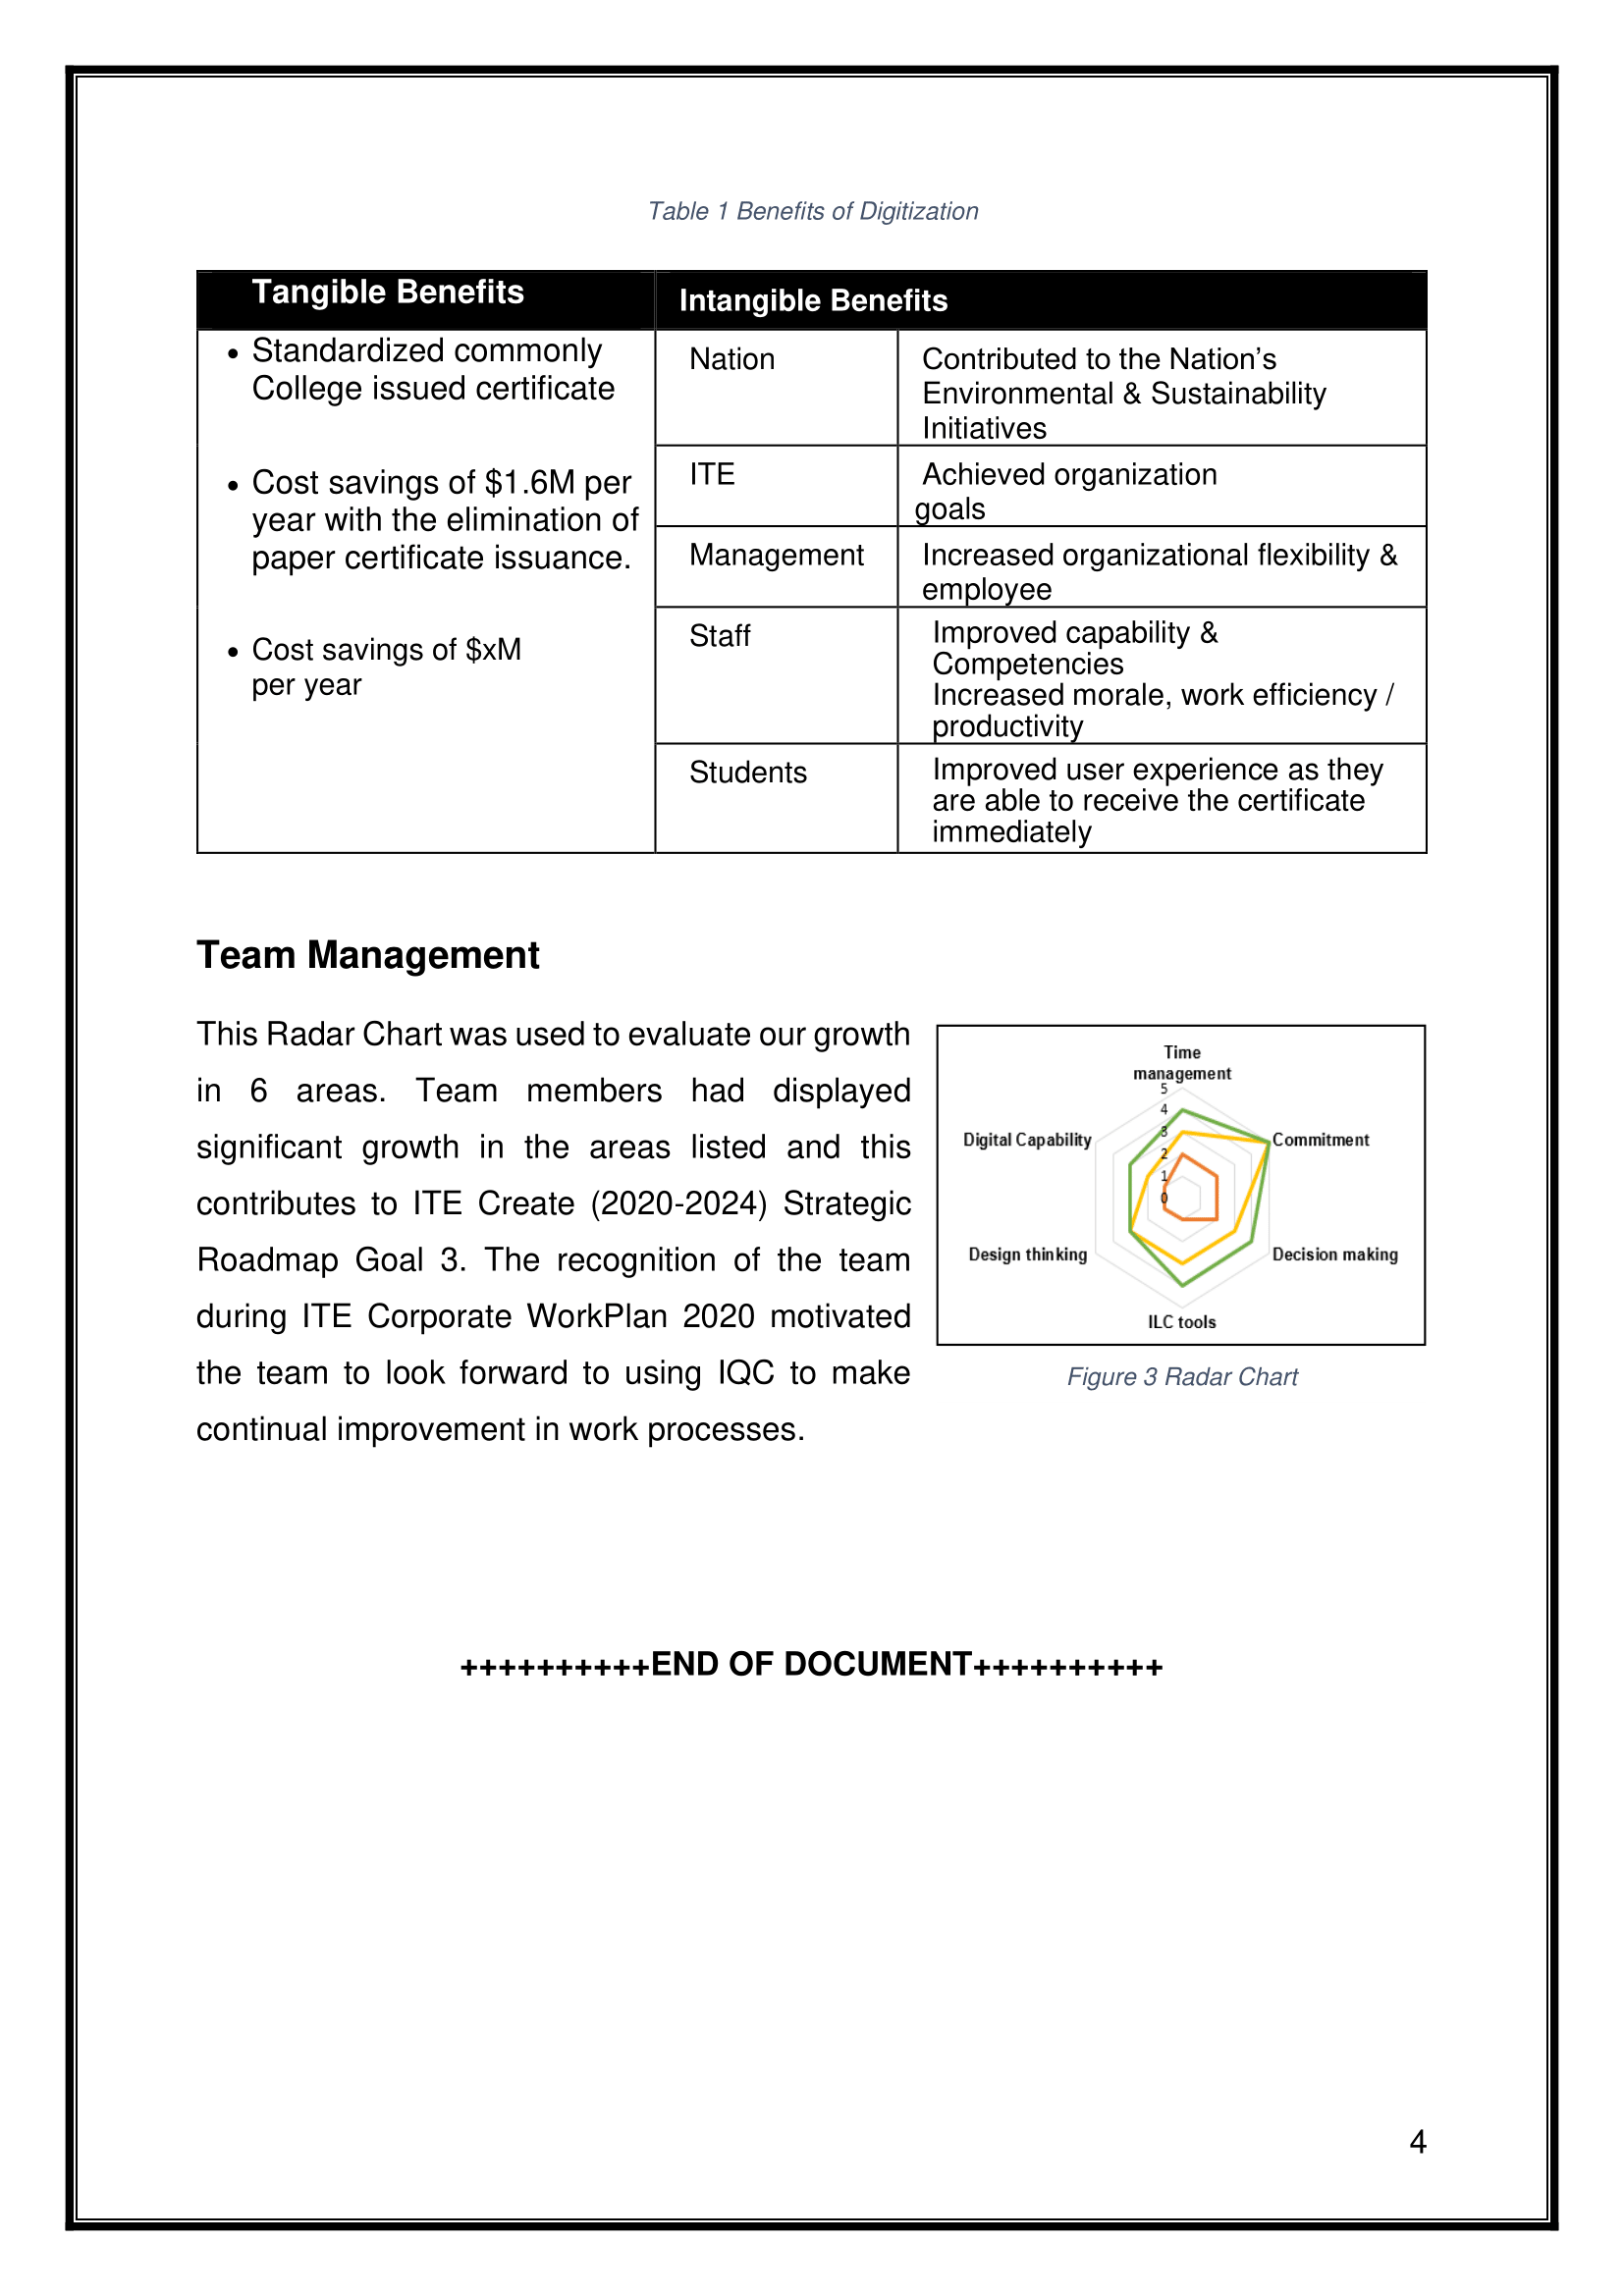 Table 1 Benefits of Digitization
Tangible Benefits
Intangible Benefits
• Standardized commonly
College issued certificate
• Cost savings of $1.6M per
year with the elimination of
paper certificate issuance.
• Cost savings of $xM
per year
Nation
Contributed to the Nation’s
Environmental & Sustainability
Initiatives
ITE
Achieved organization
goals
Management
Increased organizational flexibility &
employee
Staff
Improved capability &
Competencies
Increased morale, work efficiency /
productivity
Students
Improved user experience as they
are able to receive the certificate
immediately
Team Management
This Radar Chart was used to evaluate our growth
in 6 areas. Team members had displayed
significant growth in the areas listed and this
contributes to ITE Create (2020-2024) Strategic
Roadmap Goal 3. The recognition of the team
during ITE Corporate WorkPlan 2020 motivated
the team to look forward to using IQC to make
continual improvement in work processes.
Time
management
5
4
3
2
1
0
Digital Capability
Commitment
Design thinking
Decision making
ILC tools
Figure 3 Radar Chart
++++++++++END OF DOCUMENT++++++++++
4